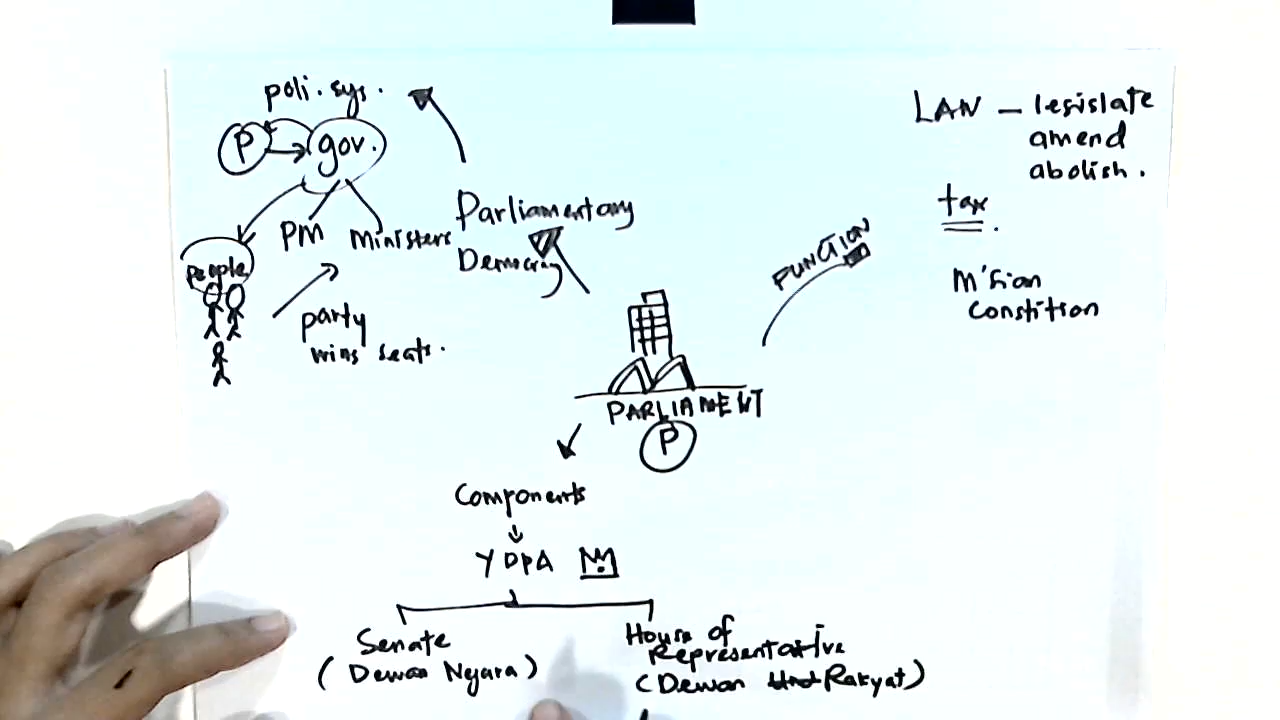 poli. sys.
P
gov.
PM
Ministers
people
party
wins seats.
Parliamentary
Democracy
FUNCTION
LAW – legislate
amend
abolish.
tax.
M'sian
Constition
PARLIAMENT
P
Components
YDPA
Senate
(Dewan Negara)
House of
Representative
(Dewan Rakyat)